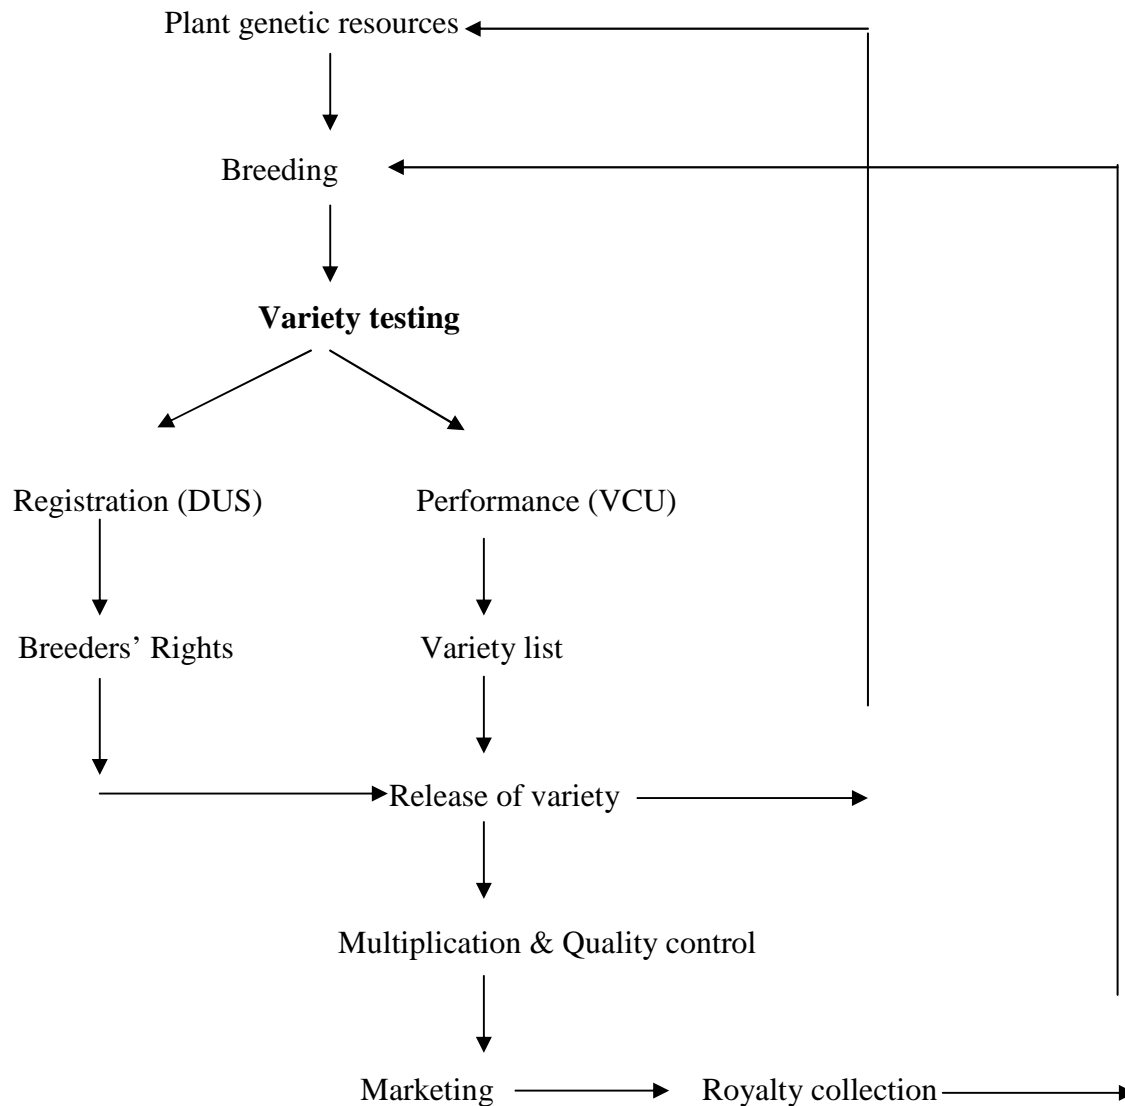 Plant genetic resources
Breeding
Variety testing
Registration (DUS)
Performance (VCU)
Breeders’ Rights
Variety list
Release of variety
Multiplication & Quality control
Marketing
Royalty collection